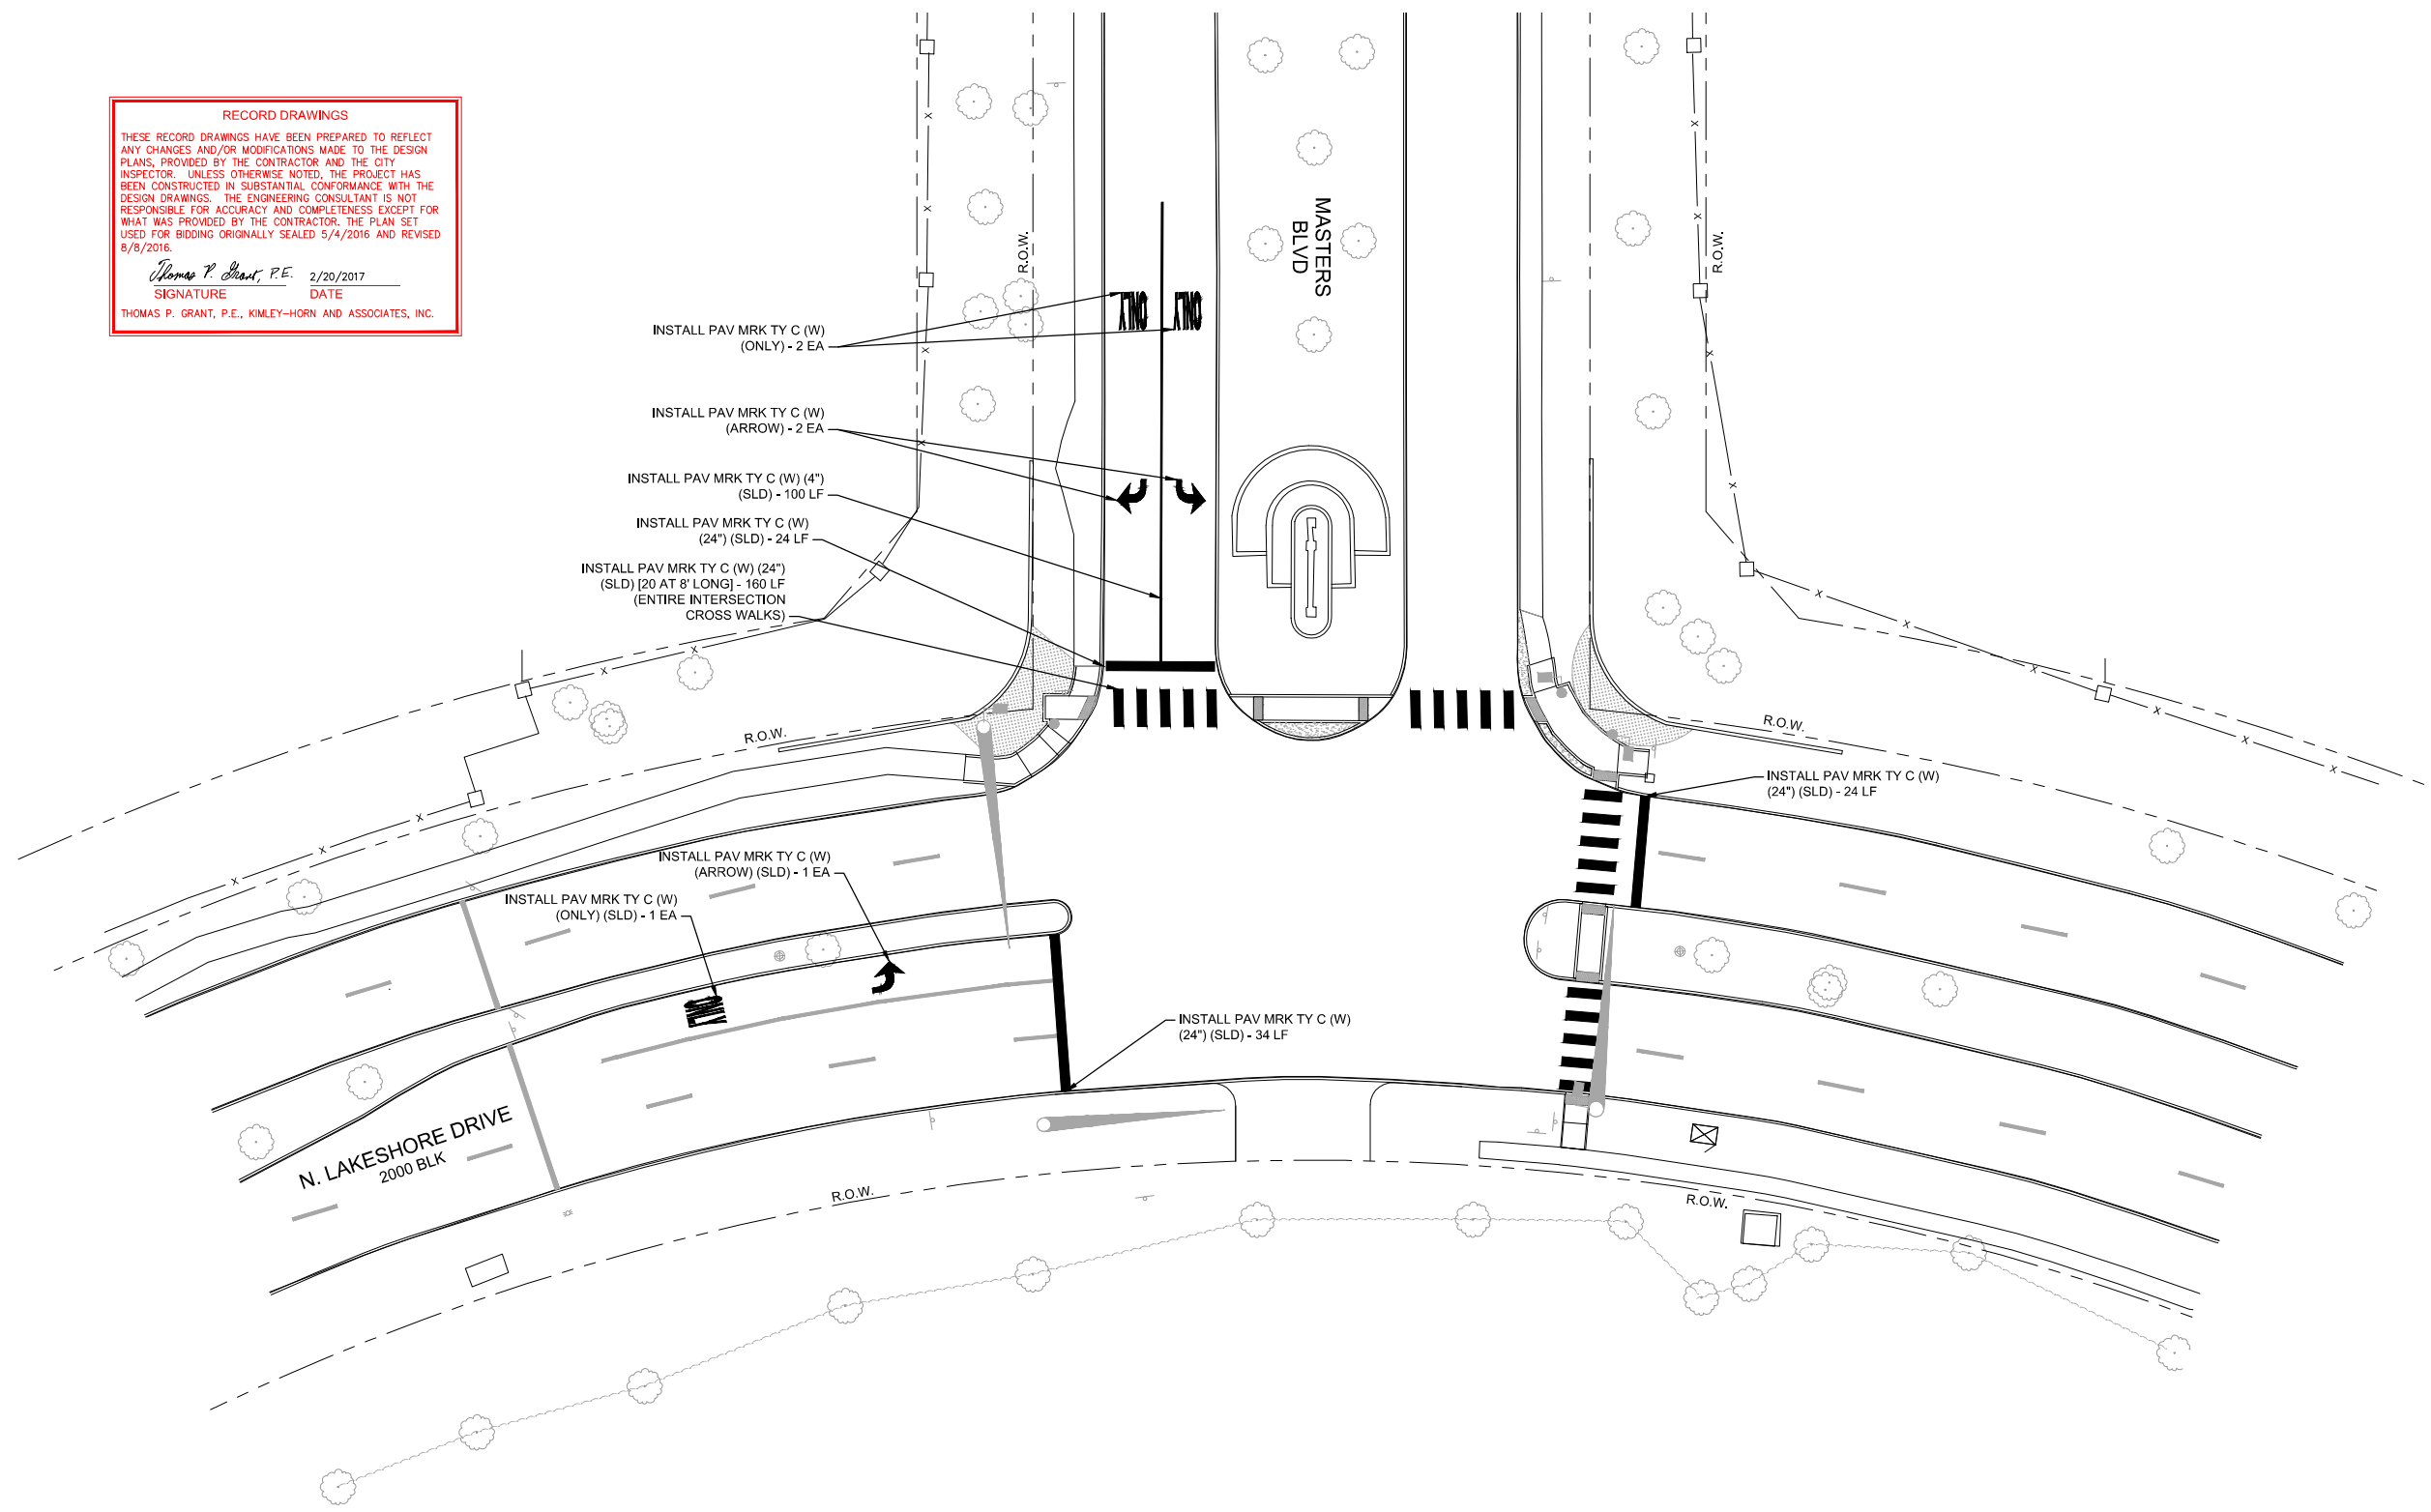 RECORD DRAWINGS
THESE RECORD DRAWINGS HAVE BEEN PREPARED TO REFLECT
ANY CHANGES AND/OR MODIFICATIONS MADE TO THE DESIGN
PLANS, PROVIDED BY THE CONTRACTOR AND THE CITY
INSPECTOR. UNLESS OTHERWISE NOTED, THE PROJECT HAS
BEEN CONSTRUCTED IN SUBSTANTIAL CONFORMANCE WITH THE
DESIGN DRAWINGS. THE ENGINEERING CONSULTANT IS NOT
RESPONSIBLE FOR ACCURACY AND COMPLETENESS EXCEPT FOR
WHAT WAS PROVIDED BY THE CONTRACTOR. THE PLAN SET
USED FOR BIDDING ORIGINALLY SEALED 5/4/2016 AND REVISED
8/8/2016.
Thomas P. Grant, P.E. 2/20/2017
SIGNATURE DATE
THOMAS P. GRANT, P.E., KIMLEY-HORN AND ASSOCIATES, INC.
MASTERS
BLVD
R.O.W.
R.O.W.
ONLY
ONLY
INSTALL PAV MRK TY C (W)
(ONLY) - 2 EA
INSTALL PAV MRK TY C (W)
(ARROW) - 2 EA
INSTALL PAV MRK TY C (W) (4")
(SLD) - 100 LF
INSTALL PAV MRK TY C (W)
(24") (SLD) - 24 LF
INSTALL PAV MRK TY C (W) (24")
(SLD) [20 AT 8' LONG] - 160 LF
(ENTIRE INTERSECTION
CROSS WALKS)
R.O.W.
R.O.W.
INSTALL PAV MRK TY C (W)
(24") (SLD) - 24 LF
INSTALL PAV MRK TY C (W)
(ARROW) (SLD) - 1 EA
INSTALL PAV MRK TY C (W)
(ONLY) (SLD) - 1 EA
ONLY
INSTALL PAV MRK TY C (W)
(24") (SLD) - 34 LF
N. LAKESHORE DRIVE
2000 BLK
R.O.W.
R.O.W.